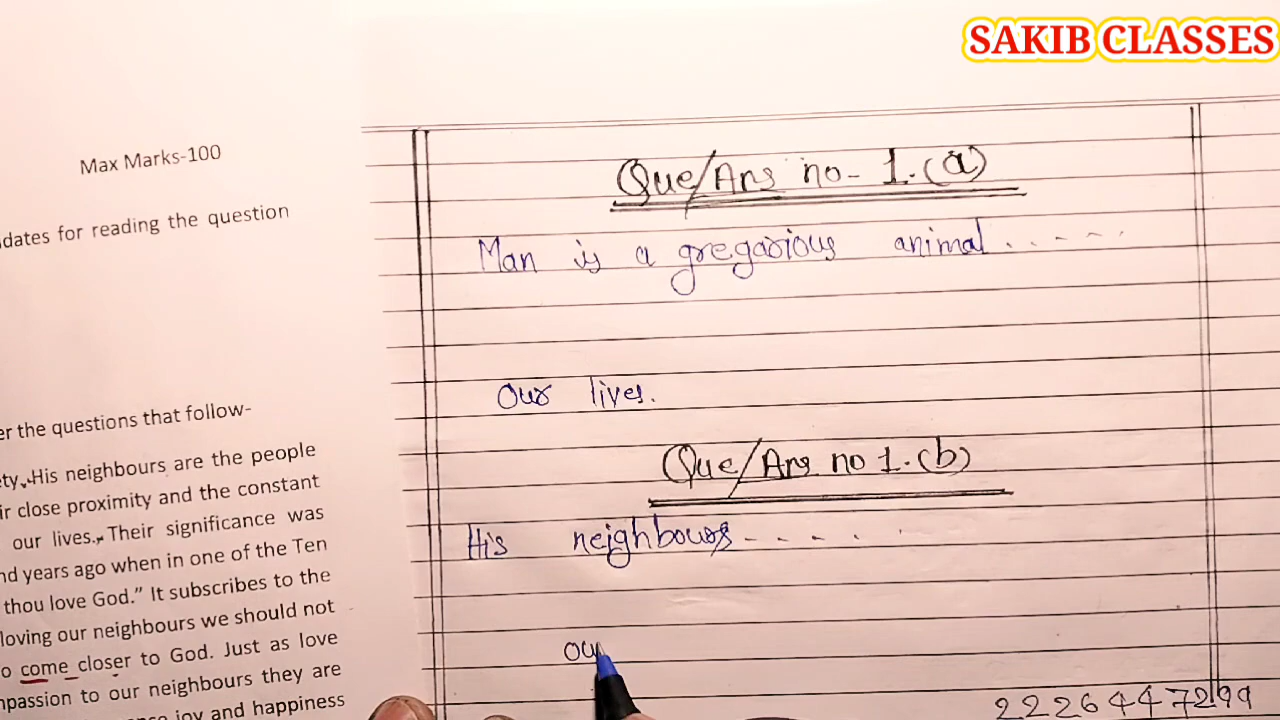 SAKIB CLASSES
Max Marks-100
dates for reading the question
er the questions that follow-
ty. His neighbours are the people
ir close proximity and the constant
our lives. Their significance was
nd years ago when in one of the Ten
thou love God." It subscribes to the
loving our neighbours we should not
o come closer to God. Just as love
mpassion to our neighbours they are
joy and happiness
Que/Ans no- 1.(a)
Man is a gregarious animal......
Our lives.
Que/Ans no 1.(b)
His neighbours- - - - . .
ou
2226447299